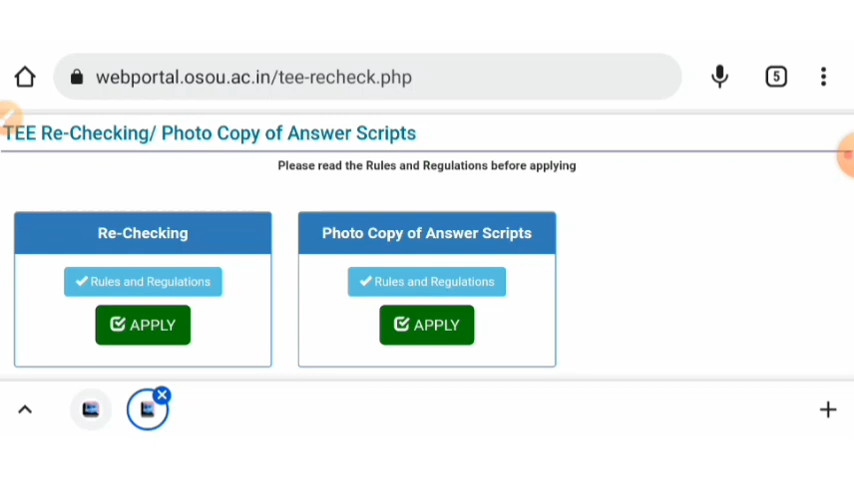 webportal.osou.ac.in/tee-recheck.php
5
TEE Re-Checking/ Photo Copy of Answer Scripts
Please read the Rules and Regulations before applying
Re-Checking
Photo Copy of Answer Scripts
Rules and Regulations
Rules and Regulations
APPLY
APPLY